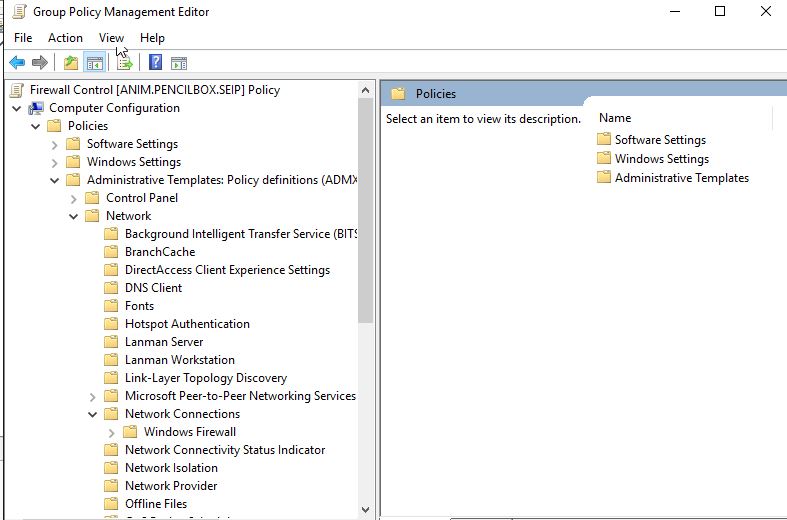 Group Policy Management Editor
File Action View Help
Firewall Control [ANIM.PENCILBOX.SEIP] Policy
Computer Configuration
Policies
Software Settings
Windows Settings
Administrative Templates: Policy definitions (ADMX
Control Panel
Network
Background Intelligent Transfer Service (BITS
BranchCache
DirectAccess Client Experience Settings
DNS Client
Fonts
Hotspot Authentication
Lanman Server
Lanman Workstation
Link-Layer Topology Discovery
Microsoft Peer-to-Peer Networking Services
Network Connections
Windows Firewall
Network Connectivity Status Indicator
Network Isolation
Network Provider
Offline Files
Policies
Select an item to view its description.
Name
Software Settings
Windows Settings
Administrative Templates